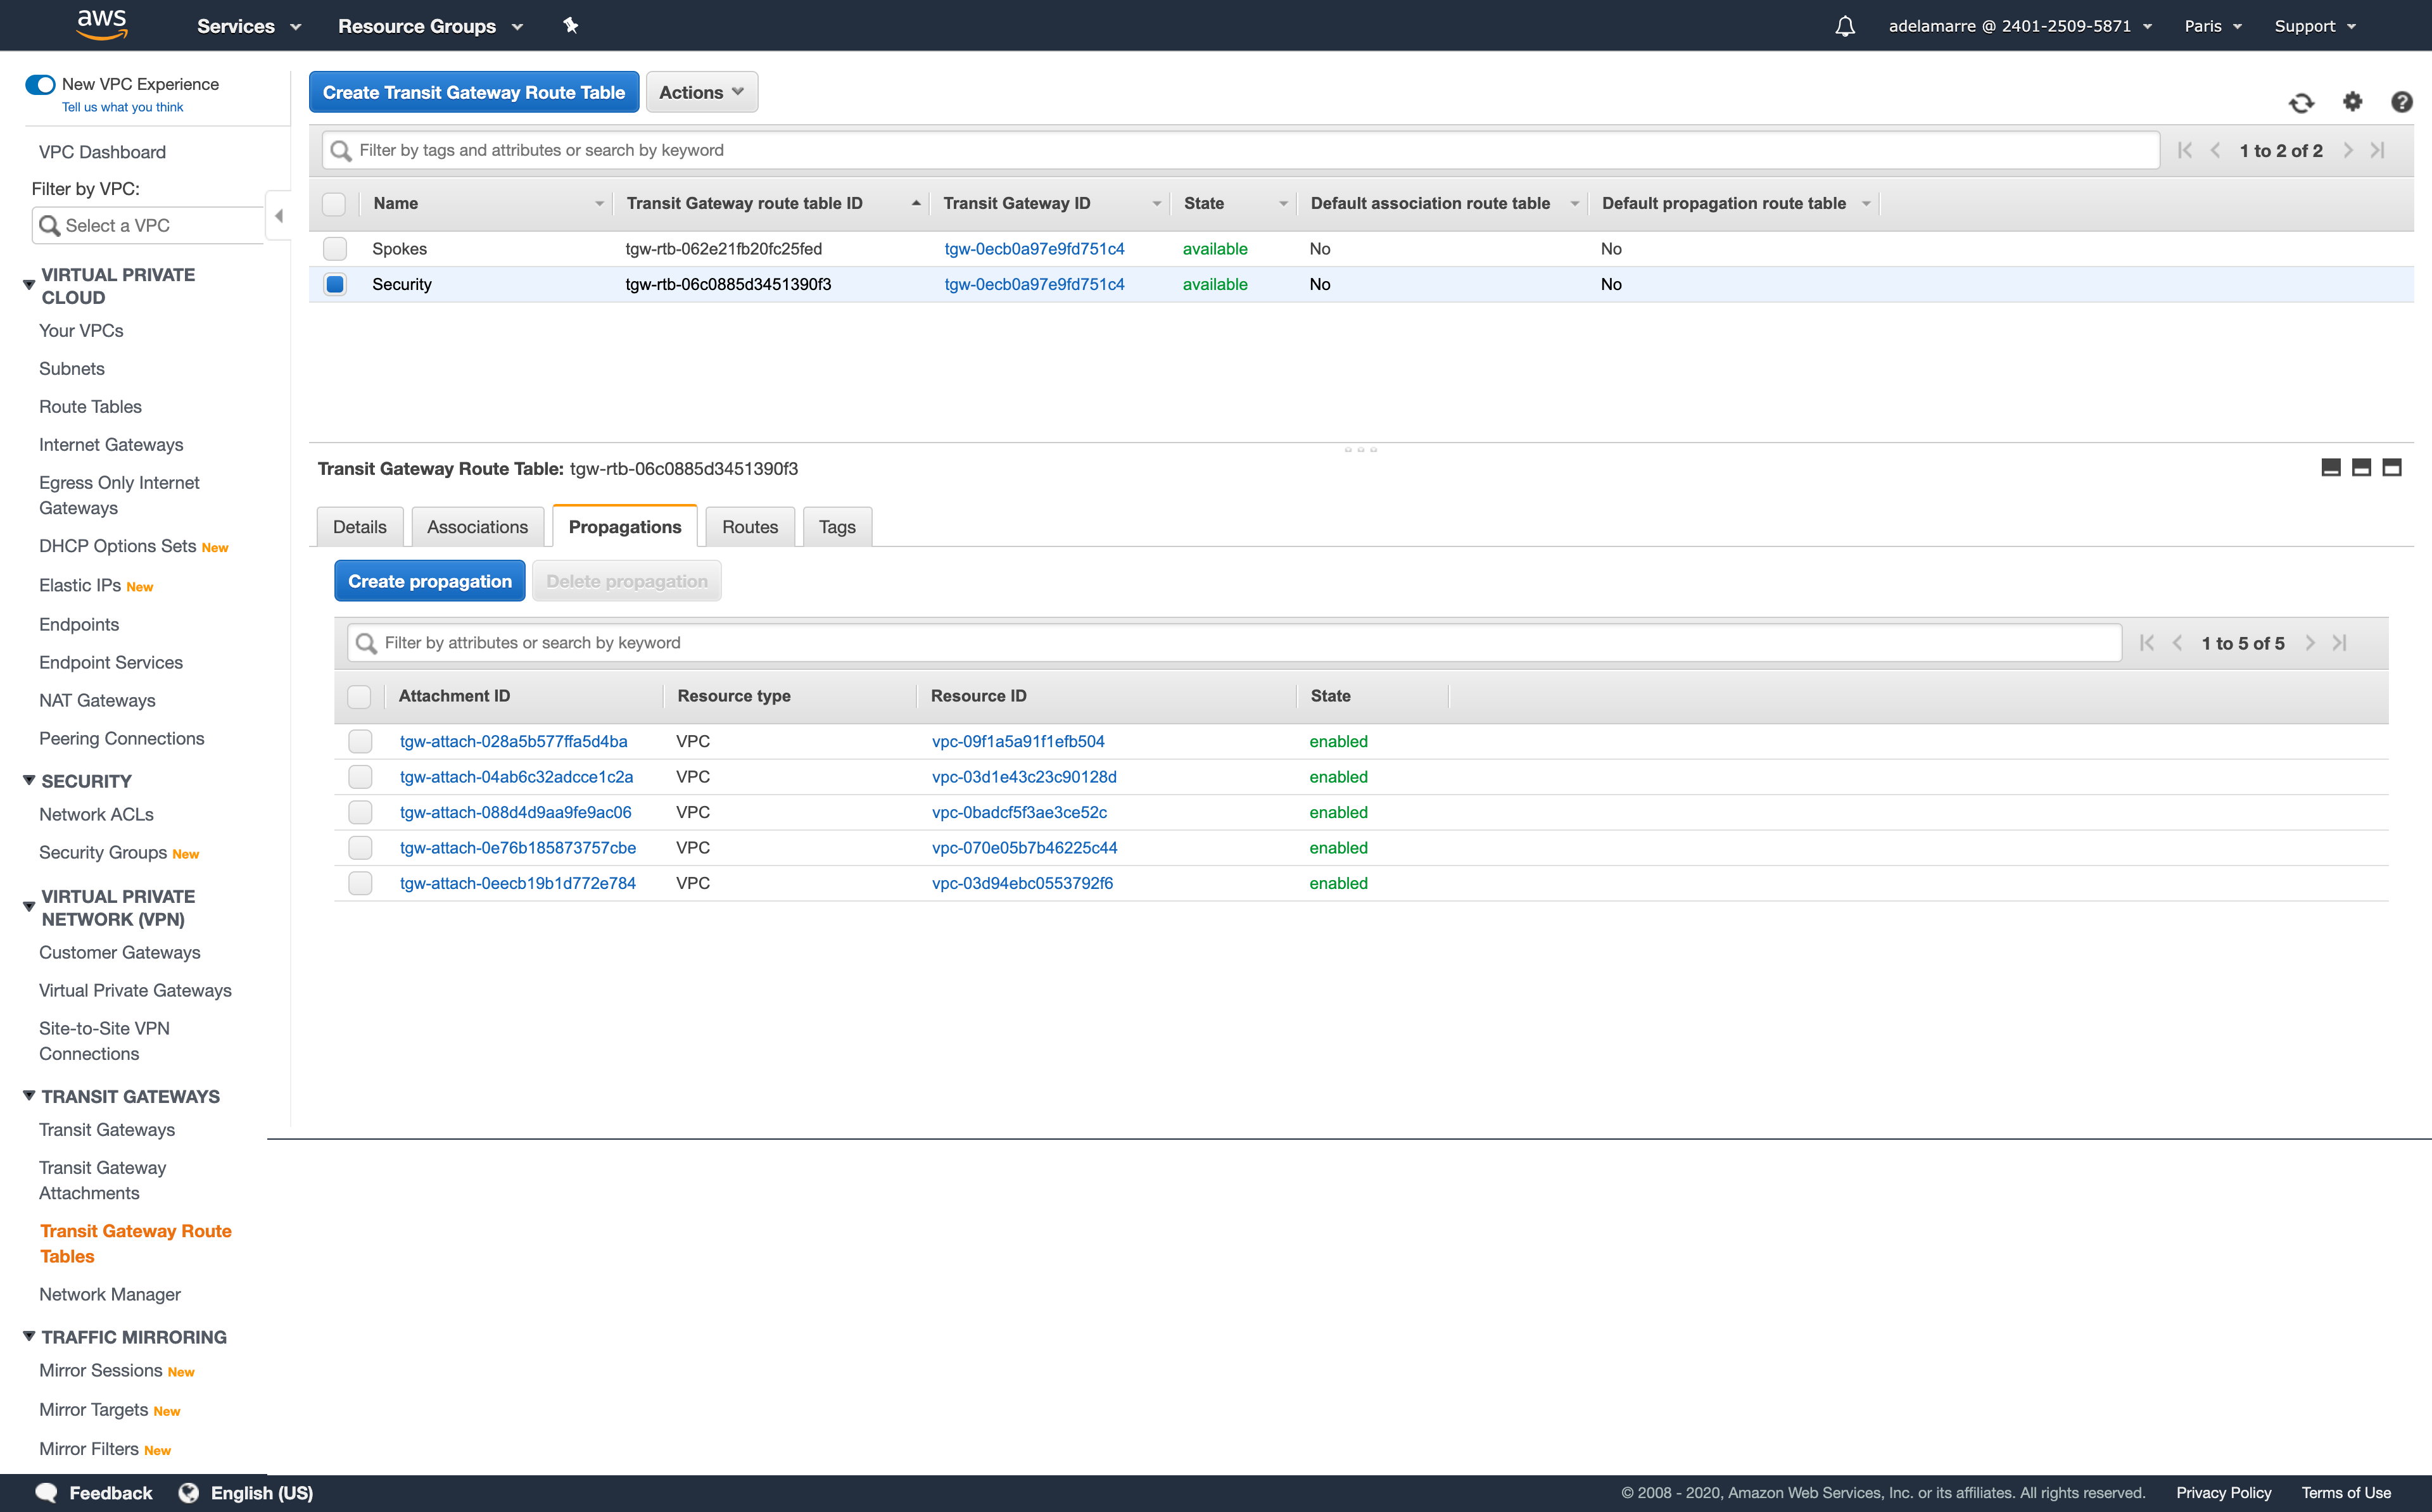 aws Services Resource Groups adelamarre @ 2401-2509-5871 Paris Support
New VPC Experience
Tell us what you think
VPC Dashboard
Filter by VPC:
Select a VPC
VIRTUAL PRIVATE
CLOUD
Your VPCs
Subnets
Route Tables
Internet Gateways
Egress Only Internet
Gateways
DHCP Options Sets New
Elastic IPs New
Endpoints
Endpoint Services
NAT Gateways
Peering Connections
SECURITY
Network ACLs
Security Groups New
VIRTUAL PRIVATE
NETWORK (VPN)
Customer Gateways
Virtual Private Gateways
Site-to-Site VPN
Connections
TRANSIT GATEWAYS
Transit Gateways
Transit Gateway
Attachments
Transit Gateway Route
Tables
Network Manager
TRAFFIC MIRRORING
Mirror Sessions New
Mirror Targets New
Mirror Filters New
Create Transit Gateway Route Table Actions
Filter by tags and attributes or search by keyword 1 to 2 of 2
Name Transit Gateway route table ID Transit Gateway ID State Default association route table Default propagation route table
Spokes tgw-rtb-062e21fb20fc25fed tgw-0ecb0a97e9fd751c4 available No No
Security tgw-rtb-06c0885d3451390f3 tgw-0ecb0a97e9fd751c4 available No No
Transit Gateway Route Table: tgw-rtb-06c0885d3451390f3
Details Associations Propagations Routes Tags
Create propagation Delete propagation
Filter by attributes or search by keyword 1 to 5 of 5
Attachment ID Resource type Resource ID State
tgw-attach-028a5b577ffa5d4ba VPC vpc-09f1a5a91f1efb504 enabled
tgw-attach-04ab6c32adcce1c2a VPC vpc-03d1e43c23c90128d enabled
tgw-attach-088d4d9aa9fe9ac06 VPC vpc-0badcf5f3ae3ce52c enabled
tgw-attach-0e76b185873757cbe VPC vpc-070e05b7b46225c44 enabled
tgw-attach-0eecb19b1d772e784 VPC vpc-03d94ebc0553792f6 enabled
Feedback English (US) © 2008 - 2020, Amazon Web Services, Inc. or its affiliates. All rights reserved. Privacy Policy Terms of Use